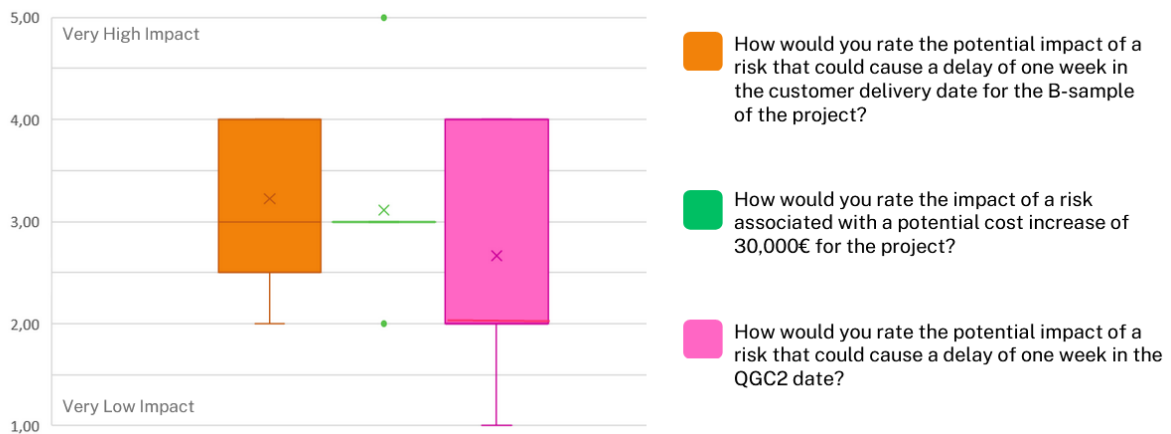 5,00
Very High Impact
4,00
3,00
2,00
Very Low Impact
1,00
How would you rate the potential impact of a
risk that could cause a delay of one week in
the customer delivery date for the B-sample
of the project?
How would you rate the impact of a risk
associated with a potential cost increase of
30,000€ for the project?
How would you rate the potential impact of a
risk that could cause a delay of one week in the
QGC2 date?